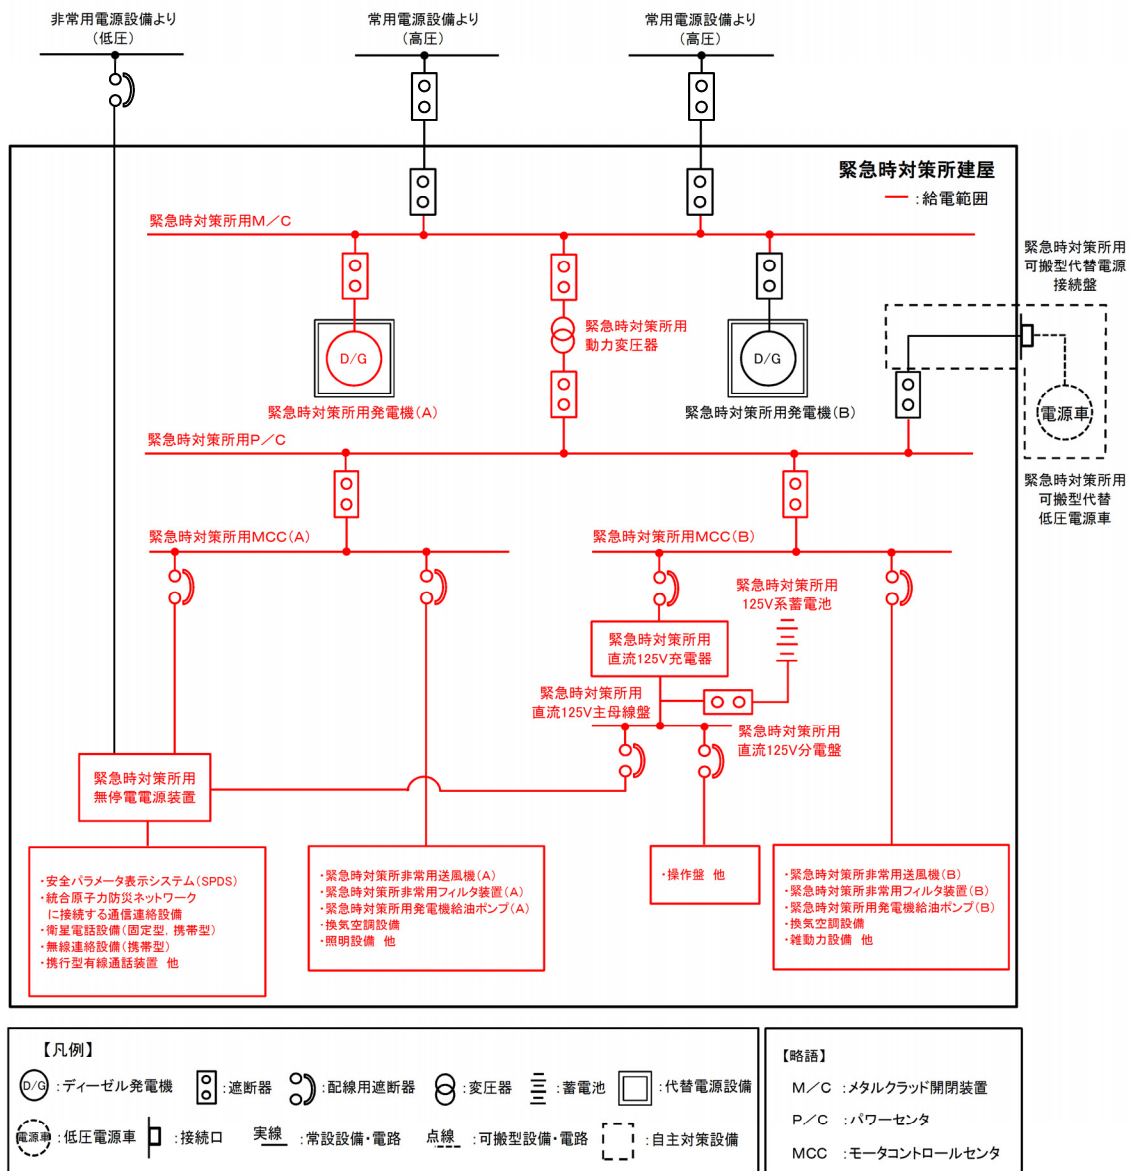 非常用電源設備より
(低圧)
常用電源設備より
(高圧)
常用電源設備より
(高圧)
緊急時対策所建屋
:給電範囲
緊急時対策所用M/C
緊急時対策所用
可搬型代替電源
接続盤
緊急時対策所用
動力変圧器
D/G
D/G
緊急時対策所用発電機(A)
緊急時対策所用発電機(B)
電源車
緊急時対策所用P/C
緊急時対策所用
可搬型代替
低圧電源車
緊急時対策所用MCC(A)
緊急時対策所用MCC(B)
緊急時対策所用
125V系蓄電池
緊急時対策所用
直流125V充電器
緊急時対策所用
直流125V主母線盤
緊急時対策所用
直流125V分電盤
緊急時対策所用
無停電電源装置
・安全パラメータ表示システム(SPDS)
・統合原子力防災ネットワーク
に接続する通信連絡設備
・衛星電話設備(固定型, 携帯型)
・無線連絡設備(携帯型)
・携行型有線通話装置 他
・緊急時対策所非常用送風機(A)
・緊急時対策所非常用フィルタ装置(A)
・緊急時対策所用発電機給油ポンプ(A)
・換気空調設備
・照明設備 他
・操作盤 他
・緊急時対策所非常用送風機(B)
・緊急時対策所非常用フィルタ装置(B)
・緊急時対策所用発電機給油ポンプ(B)
・換気空調設備
・雑動力設備 他
【凡例】
D/G :ディーゼル発電機 :遮断器 :配線用遮断器 :変圧器 :蓄電池 :代替電源設備
電源車 :低圧電源車 :接続口 実線 :常設設備・電路 点線 :可搬型設備・電路 :自主対策設備
【略語】
M/C :メタルクラッド開閉装置
P/C :パワーセンタ
MCC :モータコントロールセンタ